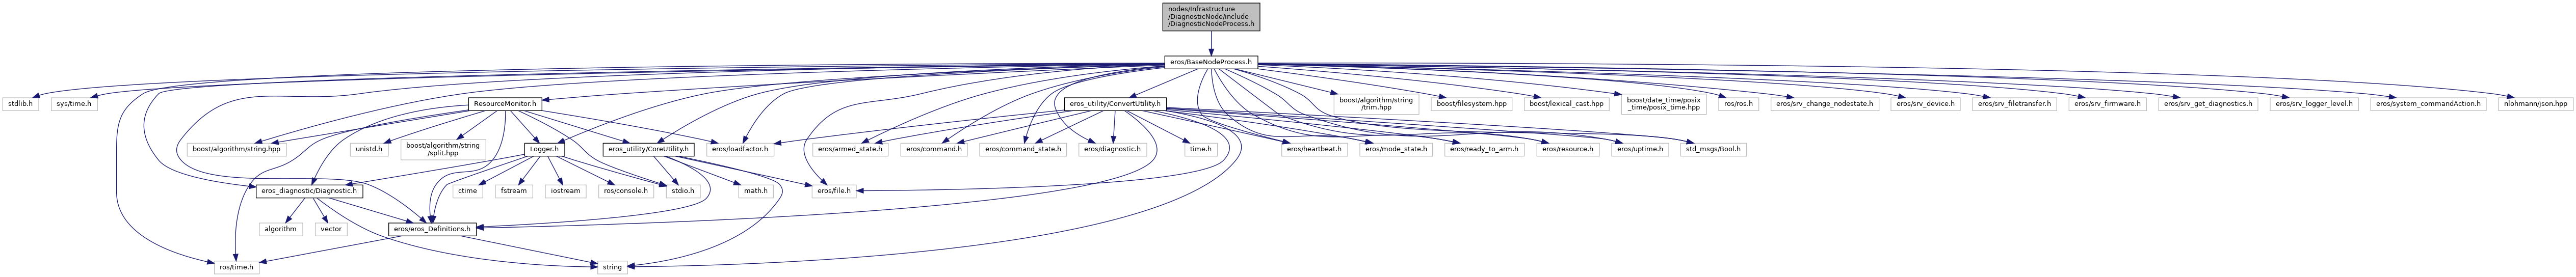 nodes/Infrastructure
/DiagnosticNode/include
/DiagnosticNodeProcess.h
eros/BaseNodeProcess.h
stdlib.h
sys/time.h
ResourceMonitor.h
eros_utility/ConvertUtility.h
boost/algorithm/string
/trim.hpp
boost/filesystem.hpp
boost/lexical_cast.hpp
boost/date_time/posix
_time/posix_time.hpp
ros/ros.h
eros/srv_change_nodestate.h
eros/srv_device.h
eros/srv_filetransfer.h
eros/srv_firmware.h
eros/srv_get_diagnostics.h
eros/srv_logger_level.h
eros/system_commandAction.h
nlohmann/json.hpp
boost/algorithm/string.hpp
unistd.h
boost/algorithm/string
/split.hpp
Logger.h
eros_utility/CoreUtility.h
eros/loadfactor.h
eros/armed_state.h
eros/command.h
eros/command_state.h
eros/diagnostic.h
time.h
eros/heartbeat.h
eros/mode_state.h
eros/ready_to_arm.h
eros/resource.h
eros/uptime.h
std_msgs/Bool.h
eros_diagnostic/Diagnostic.h
ctime
fstream
iostream
ros/console.h
stdio.h
math.h
eros/file.h
algorithm
vector
eros/eros_Definitions.h
ros/time.h
string